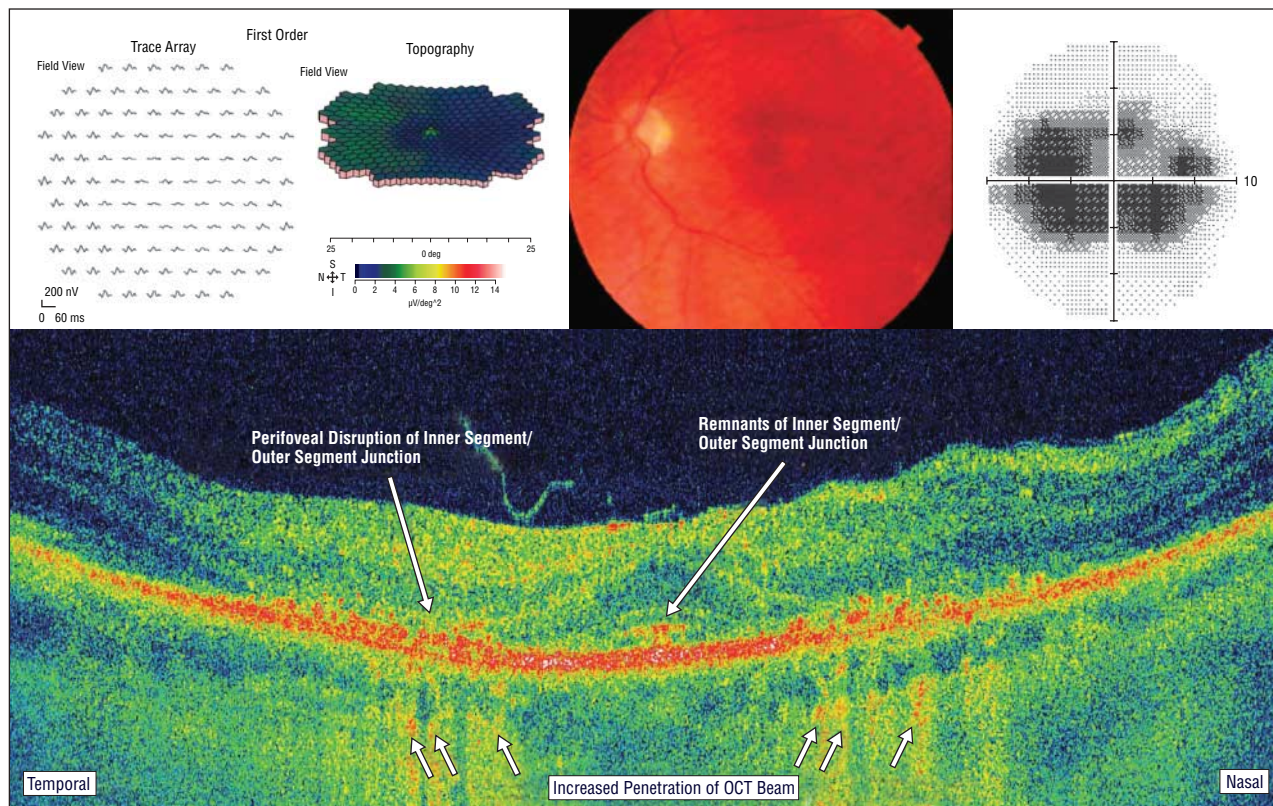 First Order
Trace Array
Topography
Field View
Field View
25
25
0 deg
S
N T
I
0 2 4 6 8 10 12 14
µV/deg^2
200 nV
0 60 ms
10
Perifoveal Disruption of Inner Segment/
Outer Segment Junction
Remnants of Inner Segment/
Outer Segment Junction
Temporal
Increased Penetration of OCT Beam
Nasal